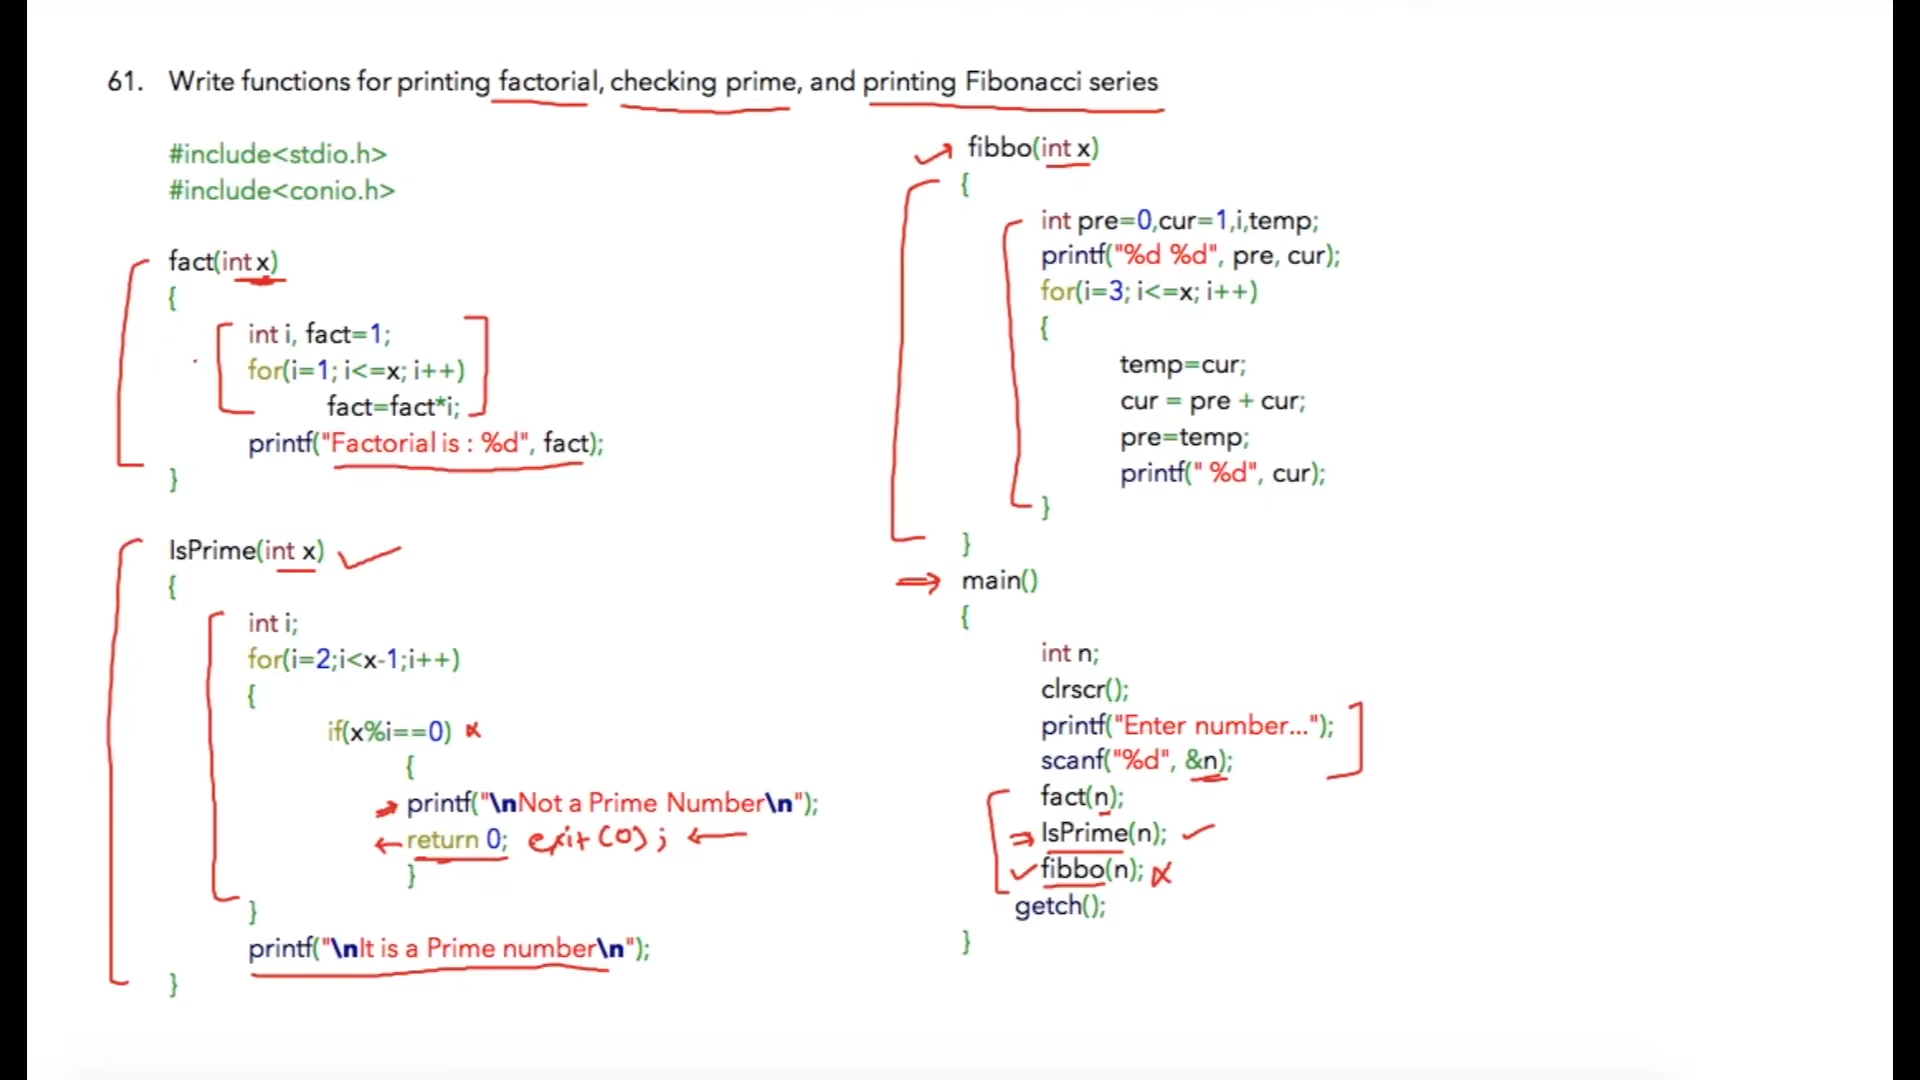 61. Write functions for printing factorial, checking prime, and printing Fibonacci series
#include<stdio.h>
#include<conio.h>
fact(int x)
{
int i, fact=1;
for(i=1; i<=x; i++)
fact=fact*i;
printf("Factorial is : %d", fact);
}
IsPrime(int x)
{
int i;
for(i=2;i<x-1;i++)
{
if(x%i==0)
{
printf("\nNot a Prime Number\n");
return 0; exit(0);
}
}
printf("\nIt is a Prime number\n");
}
fibbo(int x)
{
int pre=0,cur=1,i,temp;
printf("%d %d", pre, cur);
for(i=3; i<=x; i++)
{
temp=cur;
cur = pre + cur;
pre=temp;
printf(" %d", cur);
}
}
main()
{
int n;
clrscr();
printf("Enter number...");
scanf("%d", &n);
fact(n);
IsPrime(n);
fibbo(n);
getch();
}